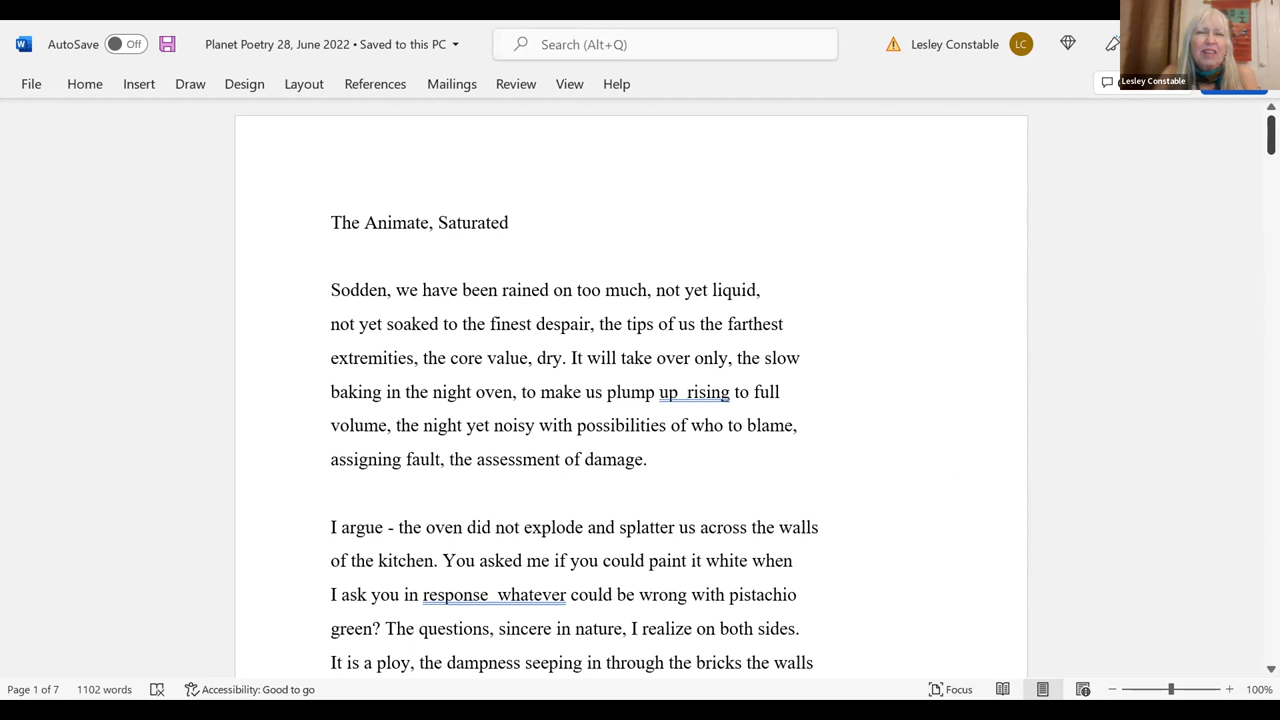 AutoSave Off Planet Poetry 28, June 2022 • Saved to this PC Search (Alt+Q) Lesley Constable LC
File Home Insert Draw Design Layout References Mailings Review View Help
Lesley Constable
The Animate, Saturated
Sodden, we have been rained on too much, not yet liquid,
not yet soaked to the finest despair, the tips of us the farthest
extremities, the core value, dry. It will take over only, the slow
baking in the night oven, to make us plump up  rising to full
volume, the night yet noisy with possibilities of who to blame,
assigning fault, the assessment of damage.
I argue - the oven did not explode and splatter us across the walls
of the kitchen. You asked me if you could paint it white when
I ask you in response  whatever could be wrong with pistachio
green? The questions, sincere in nature, I realize on both sides.
It is a ploy, the dampness seeping in through the bricks the walls
Page 1 of 7 1102 words Accessibility: Good to go Focus 100%